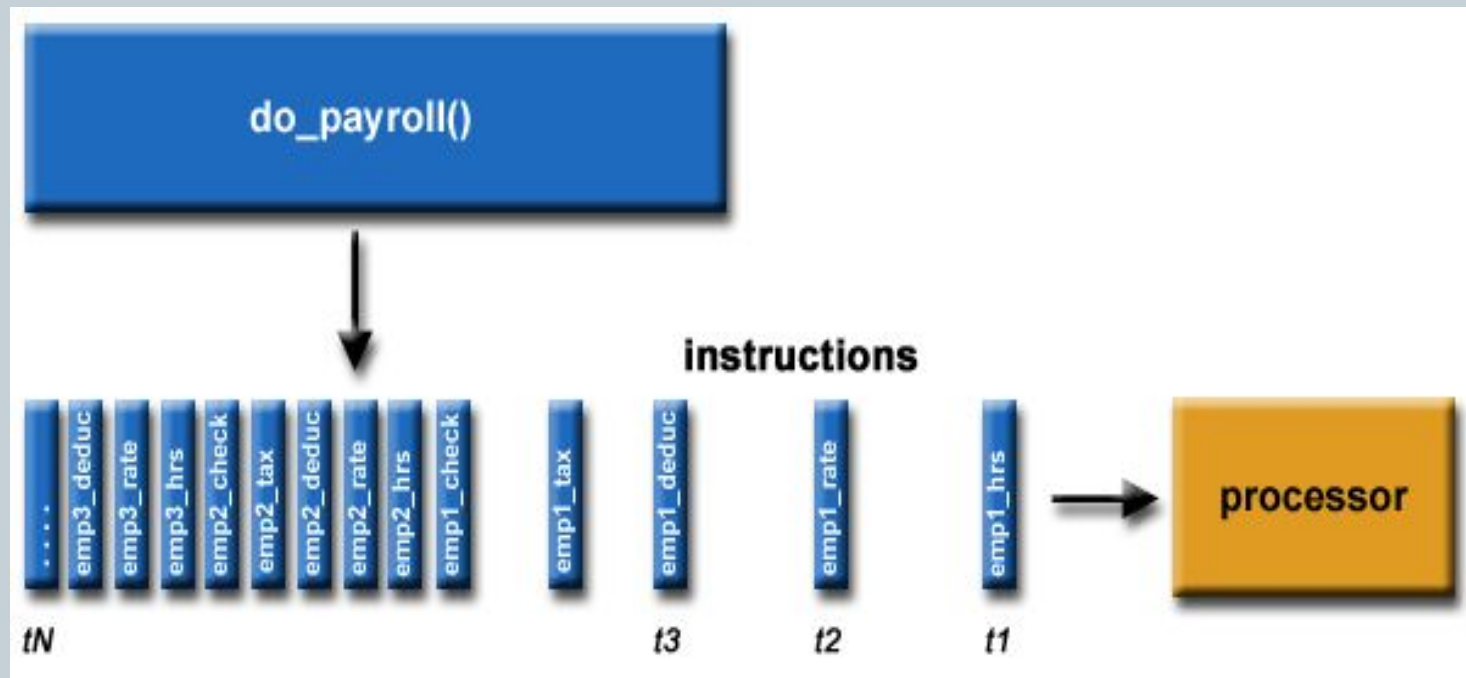 do_payroll()
instructions
....
emp3_deduc
emp3_rate
emp3_hrs
emp2_check
emp2_tax
emp2_deduc
emp2_rate
emp2_hrs
emp1_check
emp1_tax
emp1_deduc
emp1_rate
emp1_hrs
processor
tN
t3
t2
t1